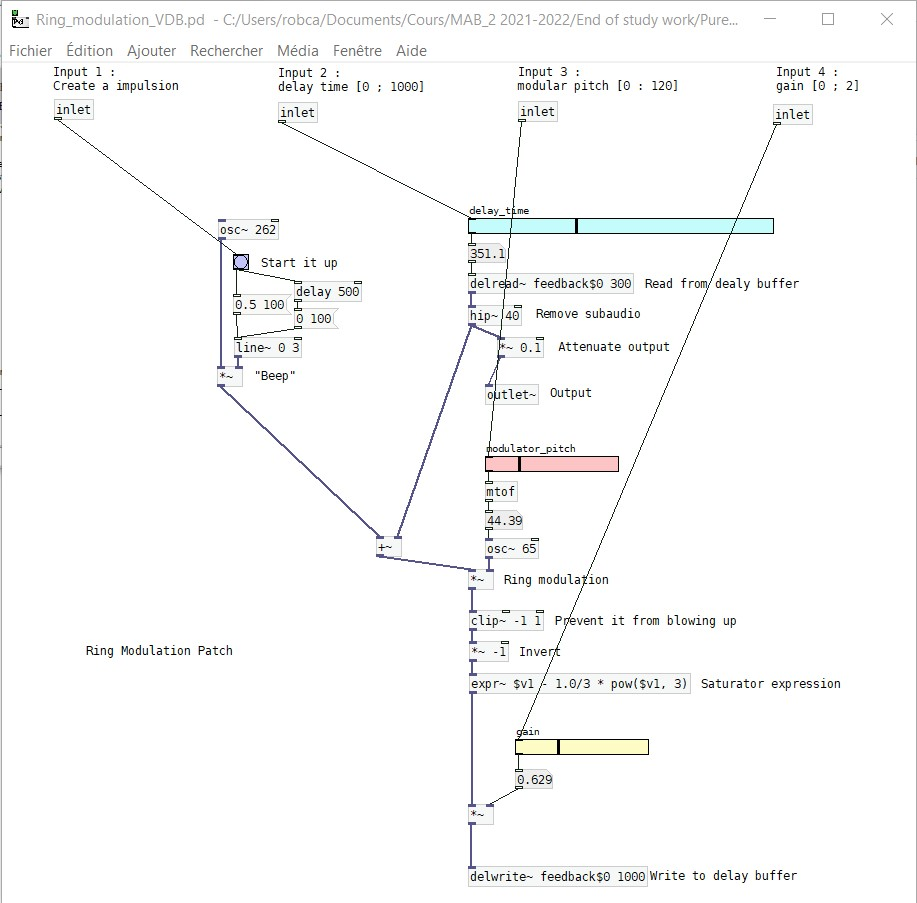 Ring_modulation_VDB.pd - C:/Users/robca/Documents/Cours/MAB_2 2021-2022/End of study work/Pure...
Fichier Édition Ajouter Rechercher Média Fenêtre Aide
Input 1 :
Create a impulsion
inlet
Input 2 :
delay time [0 ; 1000]
inlet
Input 3 :
modular pitch [0 : 120]
inlet
Input 4 :
gain [0 ; 2]
inlet
delay_time
osc~ 262
351.1
Start it up
delread~ feedback$0 300 Read from dealy buffer
delay 500
0.5 100
0 100
hip~ 40 Remove subaudio
line~ 0 3
*~ 0.1 Attenuate output
*~ "Beep"
outlet~ Output
modulator_pitch
mtof
44.39
+~
osc~ 65
*~ Ring modulation
clip~ -1 1 Prevent it from blowing up
Ring Modulation Patch
*~ -1 Invert
expr~ $v1 - 1.0/3 * pow($v1, 3) Saturator expression
gain
0.629
*~
delwrite~ feedback$0 1000 Write to delay buffer